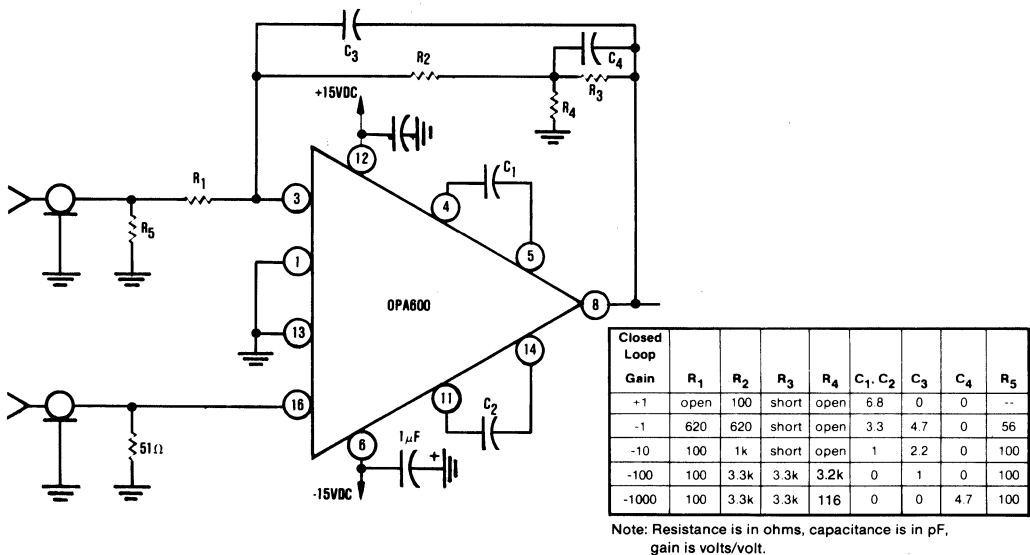 C3
R2
C4
R3
R4
+15VDC
12
C1
R1
3
4
R5
5
1
OPA600
8
13
14
16
11
C2
51Ω
6
1μF
+
-15VDC
Closed
Loop
Gain R1 R2 R3 R4 C1, C2 C3 C4 R5
+1 open 100 short open 6.8 0 0 --
-1 620 620 short open 3.3 4.7 0 56
-10 100 1k short open 1 2.2 0 100
-100 100 3.3k 3.3k 3.2k 0 1 0 100
-1000 100 3.3k 3.3k 116 0 0 4.7 100
Note: Resistance is in ohms, capacitance is in pF,
gain is volts/volt.